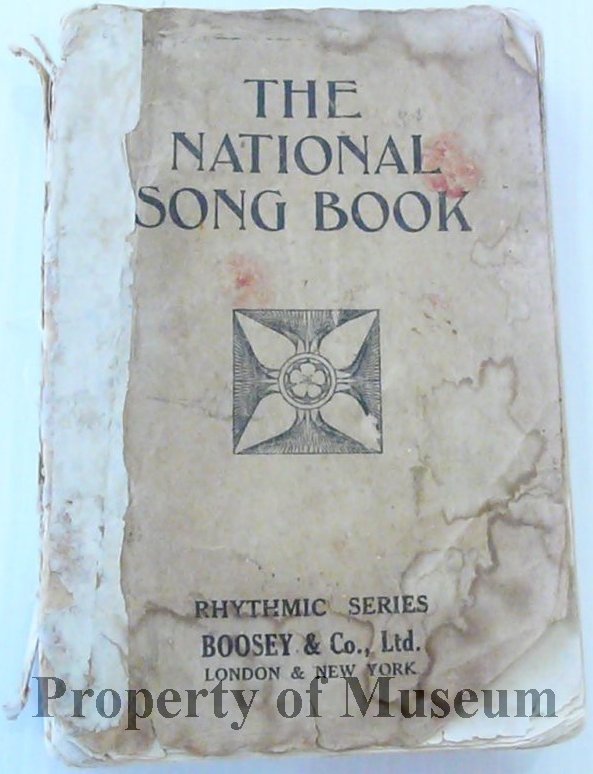 THE
NATIONAL
SONG BOOK
RHYTHMIC SERIES
BOOSEY & Co., Ltd.
LONDON & NEW YORK
Property of Museum